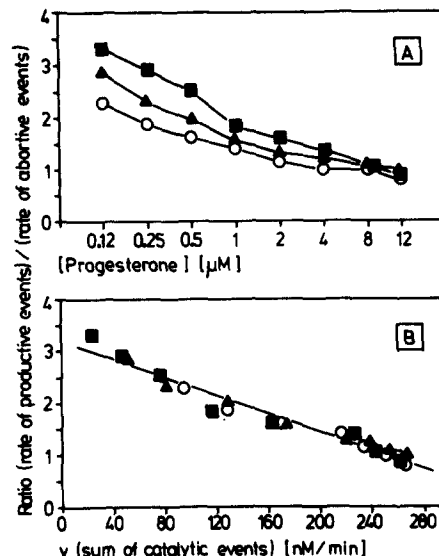 Ratio (rate of productive events) / (rate of abortive events)
4
3
2
1
0
A
0.12 0.25 0.5 1 2 4 8 12
[Progesterone] [µM]
4
3
2
1
0
B
0 40 80 120 160 200 240 280
v (sum of catalytic events) [nM/min]